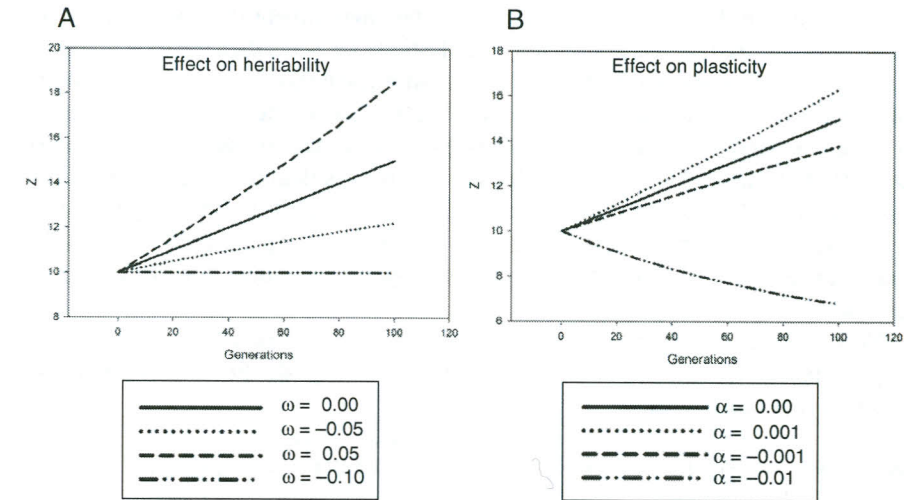 A
Effect on heritability
20
18
16
14
12
10
8
Z
0 20 40 60 80 100 120
Generations
ω = 0.00
ω = −0.05
ω = 0.05
ω = −0.10
B
Effect on plasticity
18
16
14
12
10
8
6
Z
0 20 40 60 80 100 120
Generations
α = 0.00
α = 0.001
α = −0.001
α = −0.01